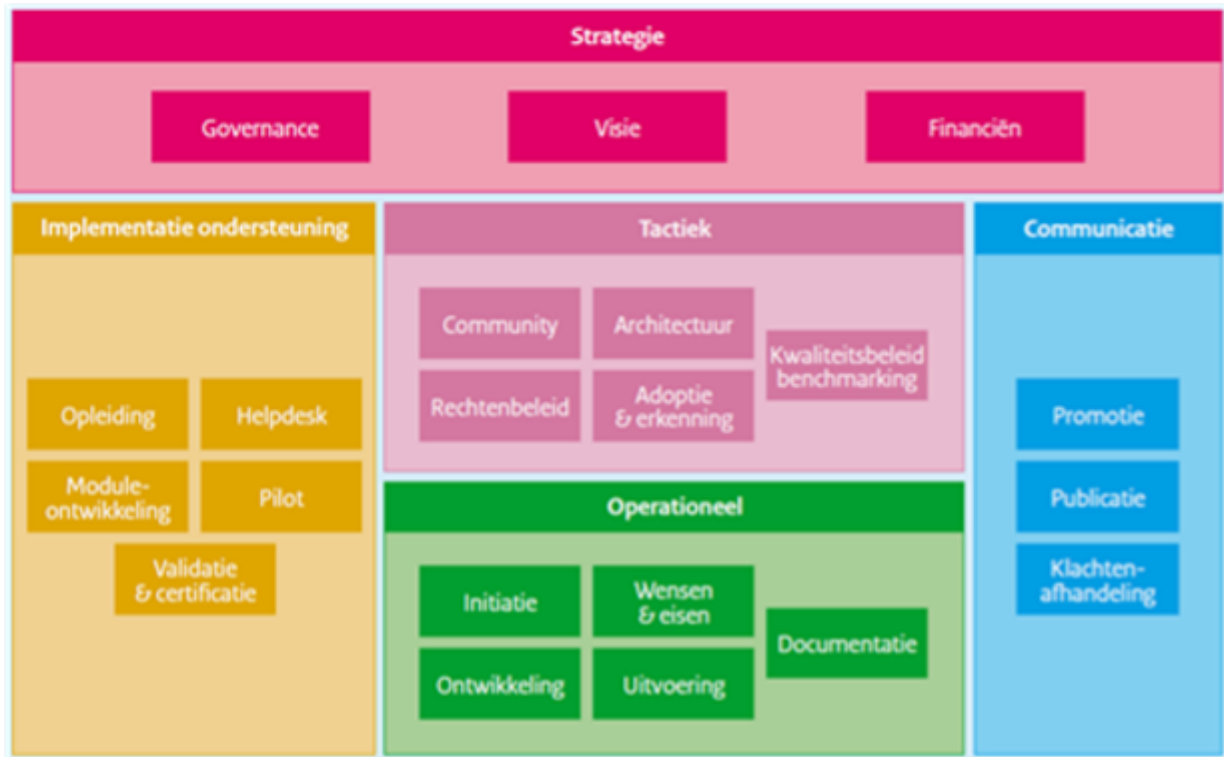 Strategie
Governance
Visie
Financiën
Implementatie ondersteuning
Opleiding
Helpdesk
Module-
ontwikkeling
Pilot
Validatie
& certificatie
Tactiek
Community
Architectuur
Rechtenbeleid
Adoptie
& erkenning
Kwaliteitsbeleid
benchmarking
Operationeel
Initiatie
Wensen
& eisen
Ontwikkeling
Uitvoering
Documentatie
Communicatie
Promotie
Publicatie
Klachten-
afhandeling